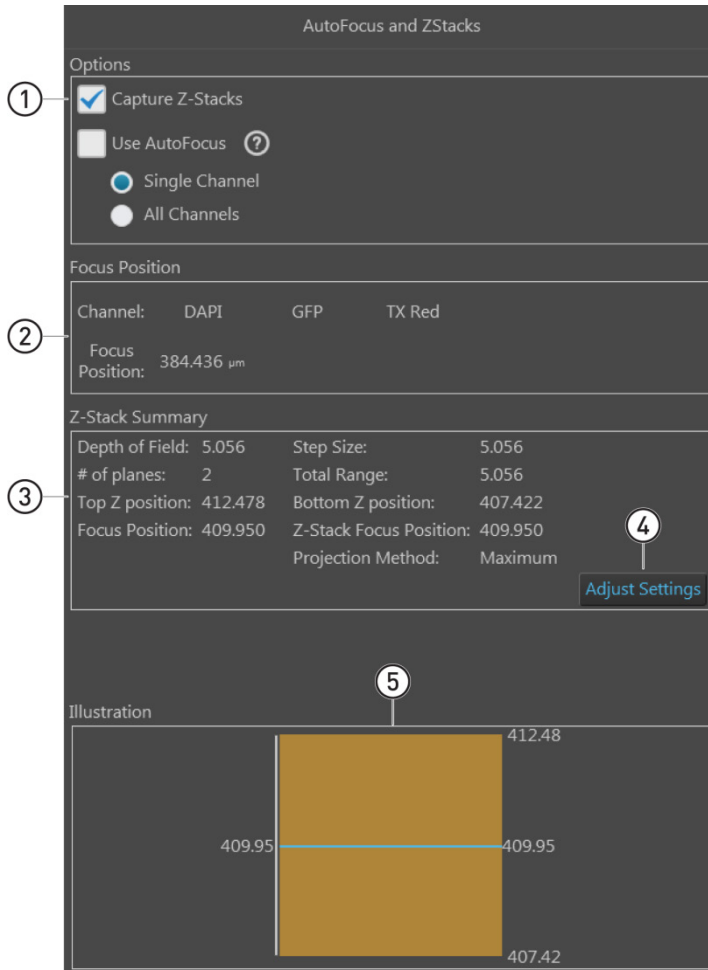 AutoFocus and ZStacks
Options
1
Capture Z-Stacks
Use AutoFocus ?
Single Channel
All Channels
Focus Position
2
Channel: DAPI GFP TX Red
Focus
Position: 384.436 µm
Z-Stack Summary
3
Depth of Field: 5.056 Step Size: 5.056
# of planes: 2 Total Range: 5.056
Top Z position: 412.478 Bottom Z position: 407.422
Focus Position: 409.950 Z-Stack Focus Position: 409.950
Projection Method: Maximum
4
Adjust Settings
5
Illustration
412.48
409.95 409.95
407.42